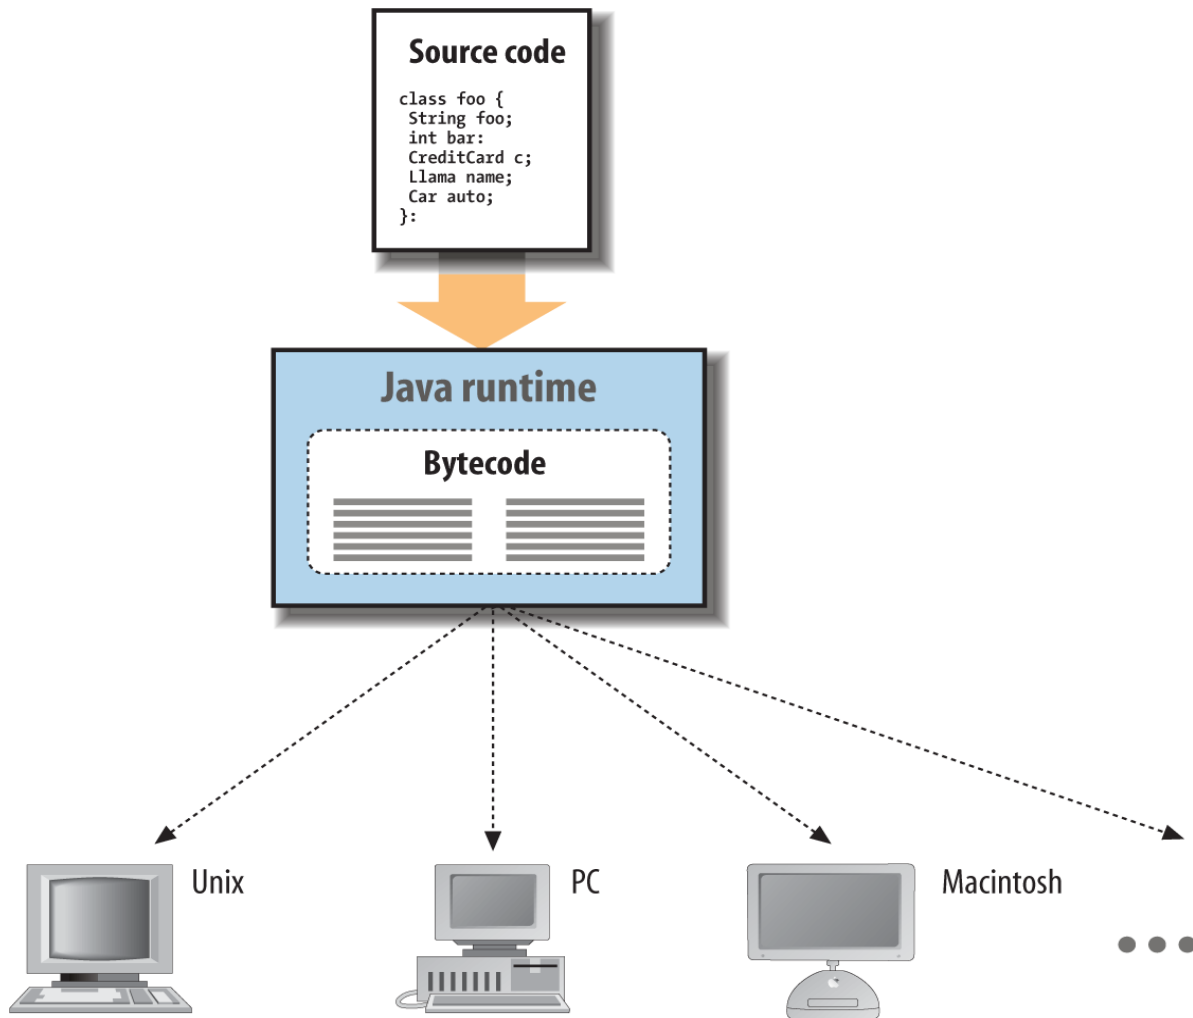 Source code
class foo {
String foo;
int bar:
CreditCard c;
Llama name;
Car auto;
}:
Java runtime
Bytecode
Unix
PC
Macintosh